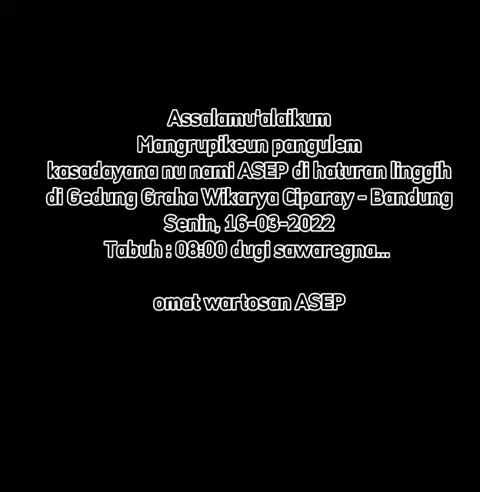 Assalamu'alaikum
Mangrupikeun pangulem
kasadayana nu nami ASEP di haturan linggih
di Gedung Graha Wikarya Ciparay - Bandung
Senin, 16-03-2022
Tabuh : 08:00 dugi sawaregna...
omat wartosan ASEP